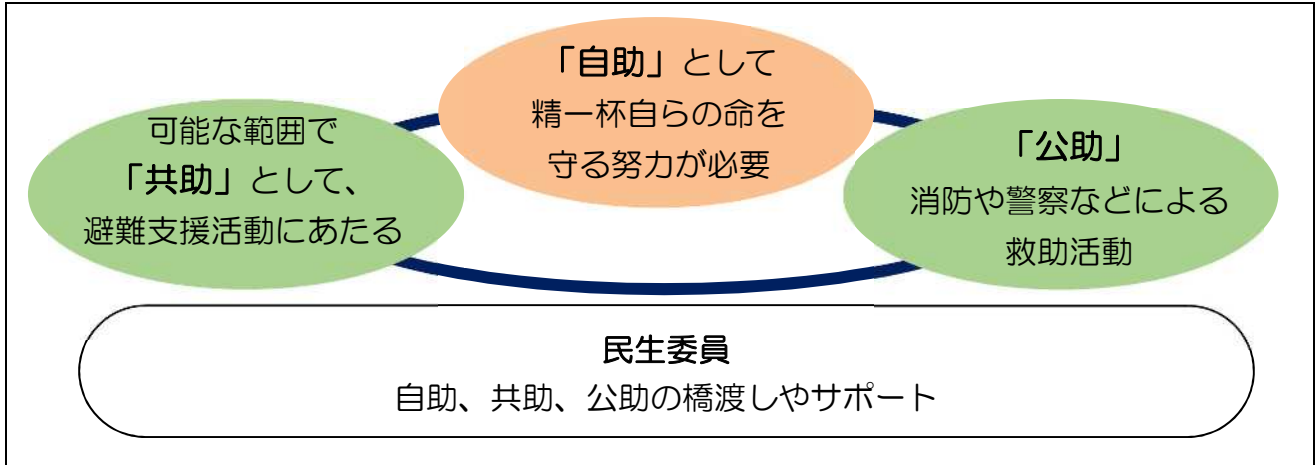 「自助」として
精一杯自らの命を
守る努力が必要
可能な範囲で
「共助」として、
避難支援活動にあたる
「公助」
消防や警察などによる
救助活動
民生委員
自助、共助、公助の橋渡しやサポート